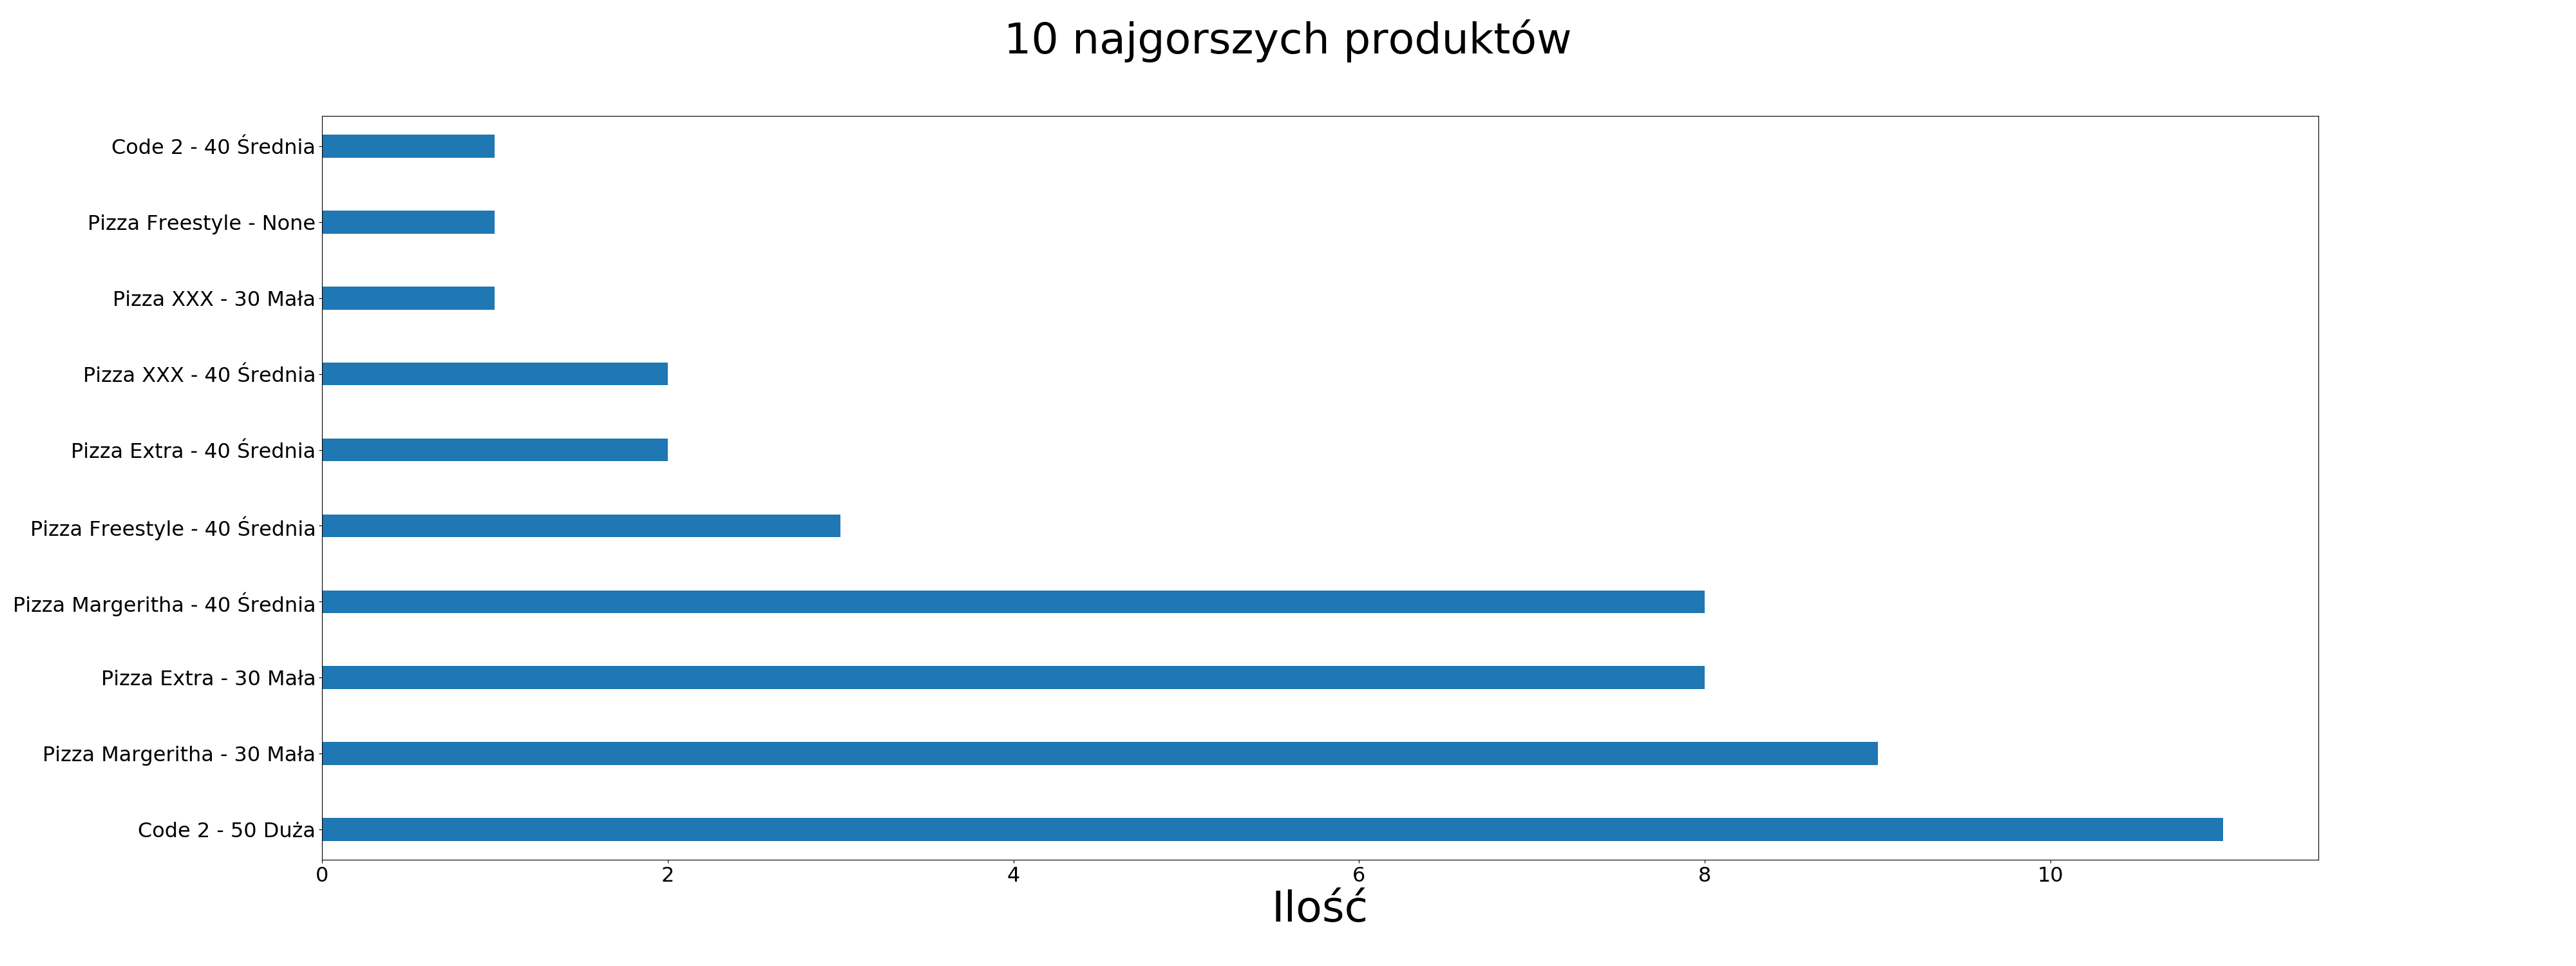 10 najgorszych produktów
Code 2 - 40 Średnia
Pizza Freestyle - None
Pizza XXX - 30 Mała
Pizza XXX - 40 Średnia
Pizza Extra - 40 Średnia
Pizza Freestyle - 40 Średnia
Pizza Margeritha - 40 Średnia
Pizza Extra - 30 Mała
Pizza Margeritha - 30 Mała
Code 2 - 50 Duża
0 2 4 6 8 10
Ilość